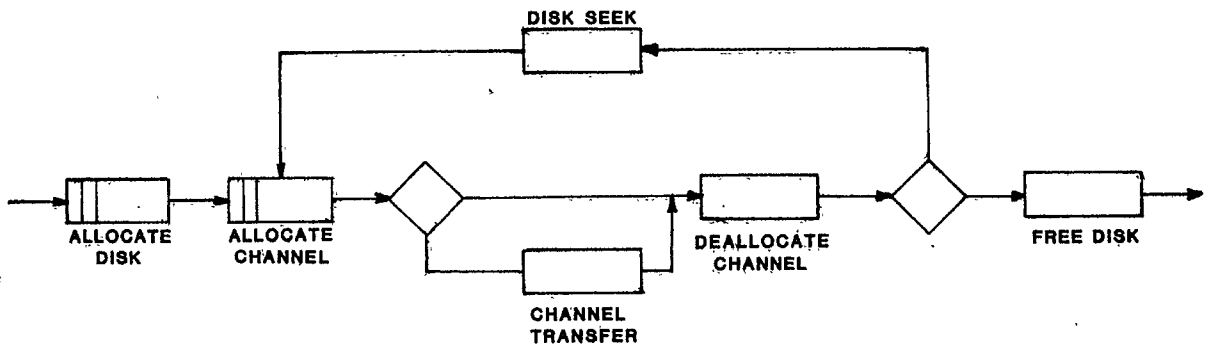 DISK SEEK
ALLOCATE
DISK
ALLOCATE
CHANNEL
CHANNEL
TRANSFER
DEALLOCATE
CHANNEL
FREE DISK